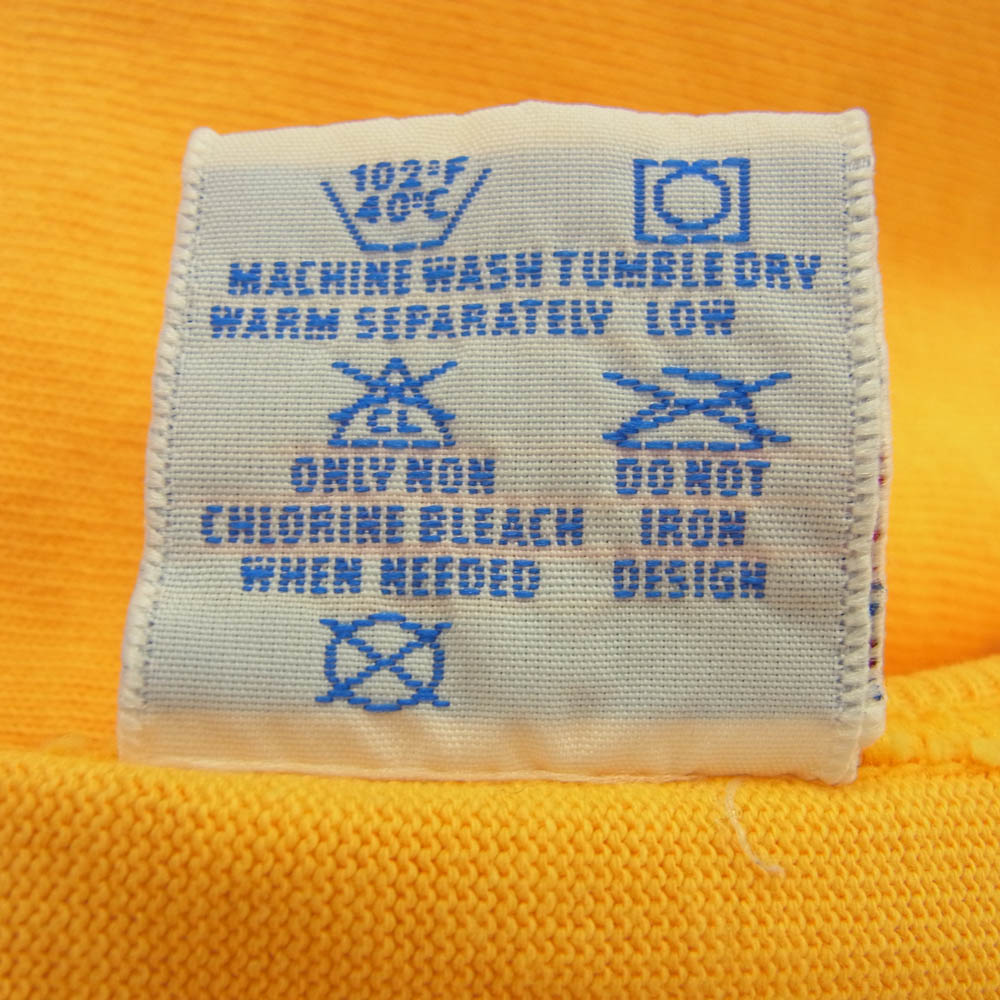 102°F
40°C
MACHINE WASH TUMBLE DRY
WARM SEPARATELY LOW
CL
ONLY NON DO NOT
CHLORINE BLEACH IRON
WHEN NEEDED DESIGN